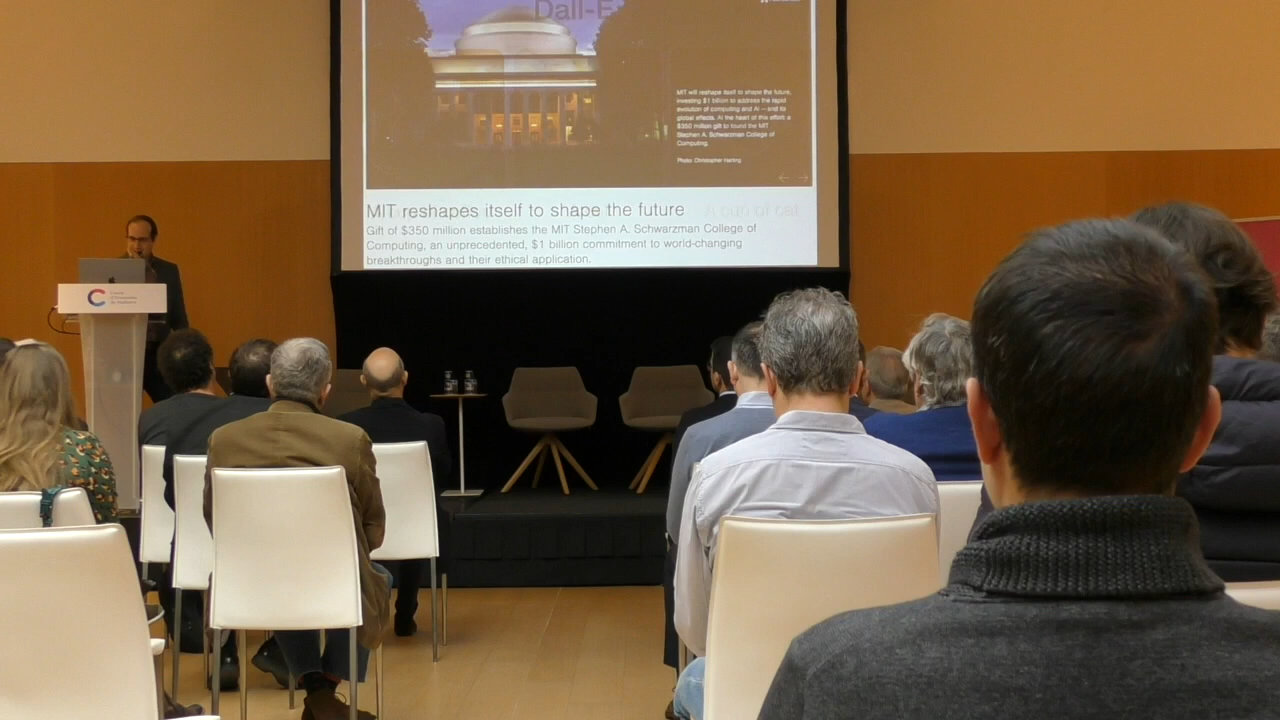 Dall-E
MIT will reshape itself to shape the future,
investing $1 billion to address the rapid
evolution of computing and AI — and its
global effects. At the heart of this effort: a
$350 million gift to found the MIT
Stephen A. Schwarzman College of
Computing.
Photo: Christopher Harting
MIT reshapes itself to shape the future
A cup of cat
Gift of $350 million establishes the MIT Stephen A. Schwarzman College of
Computing, an unprecedented, $1 billion commitment to world-changing
breakthroughs and their ethical application.